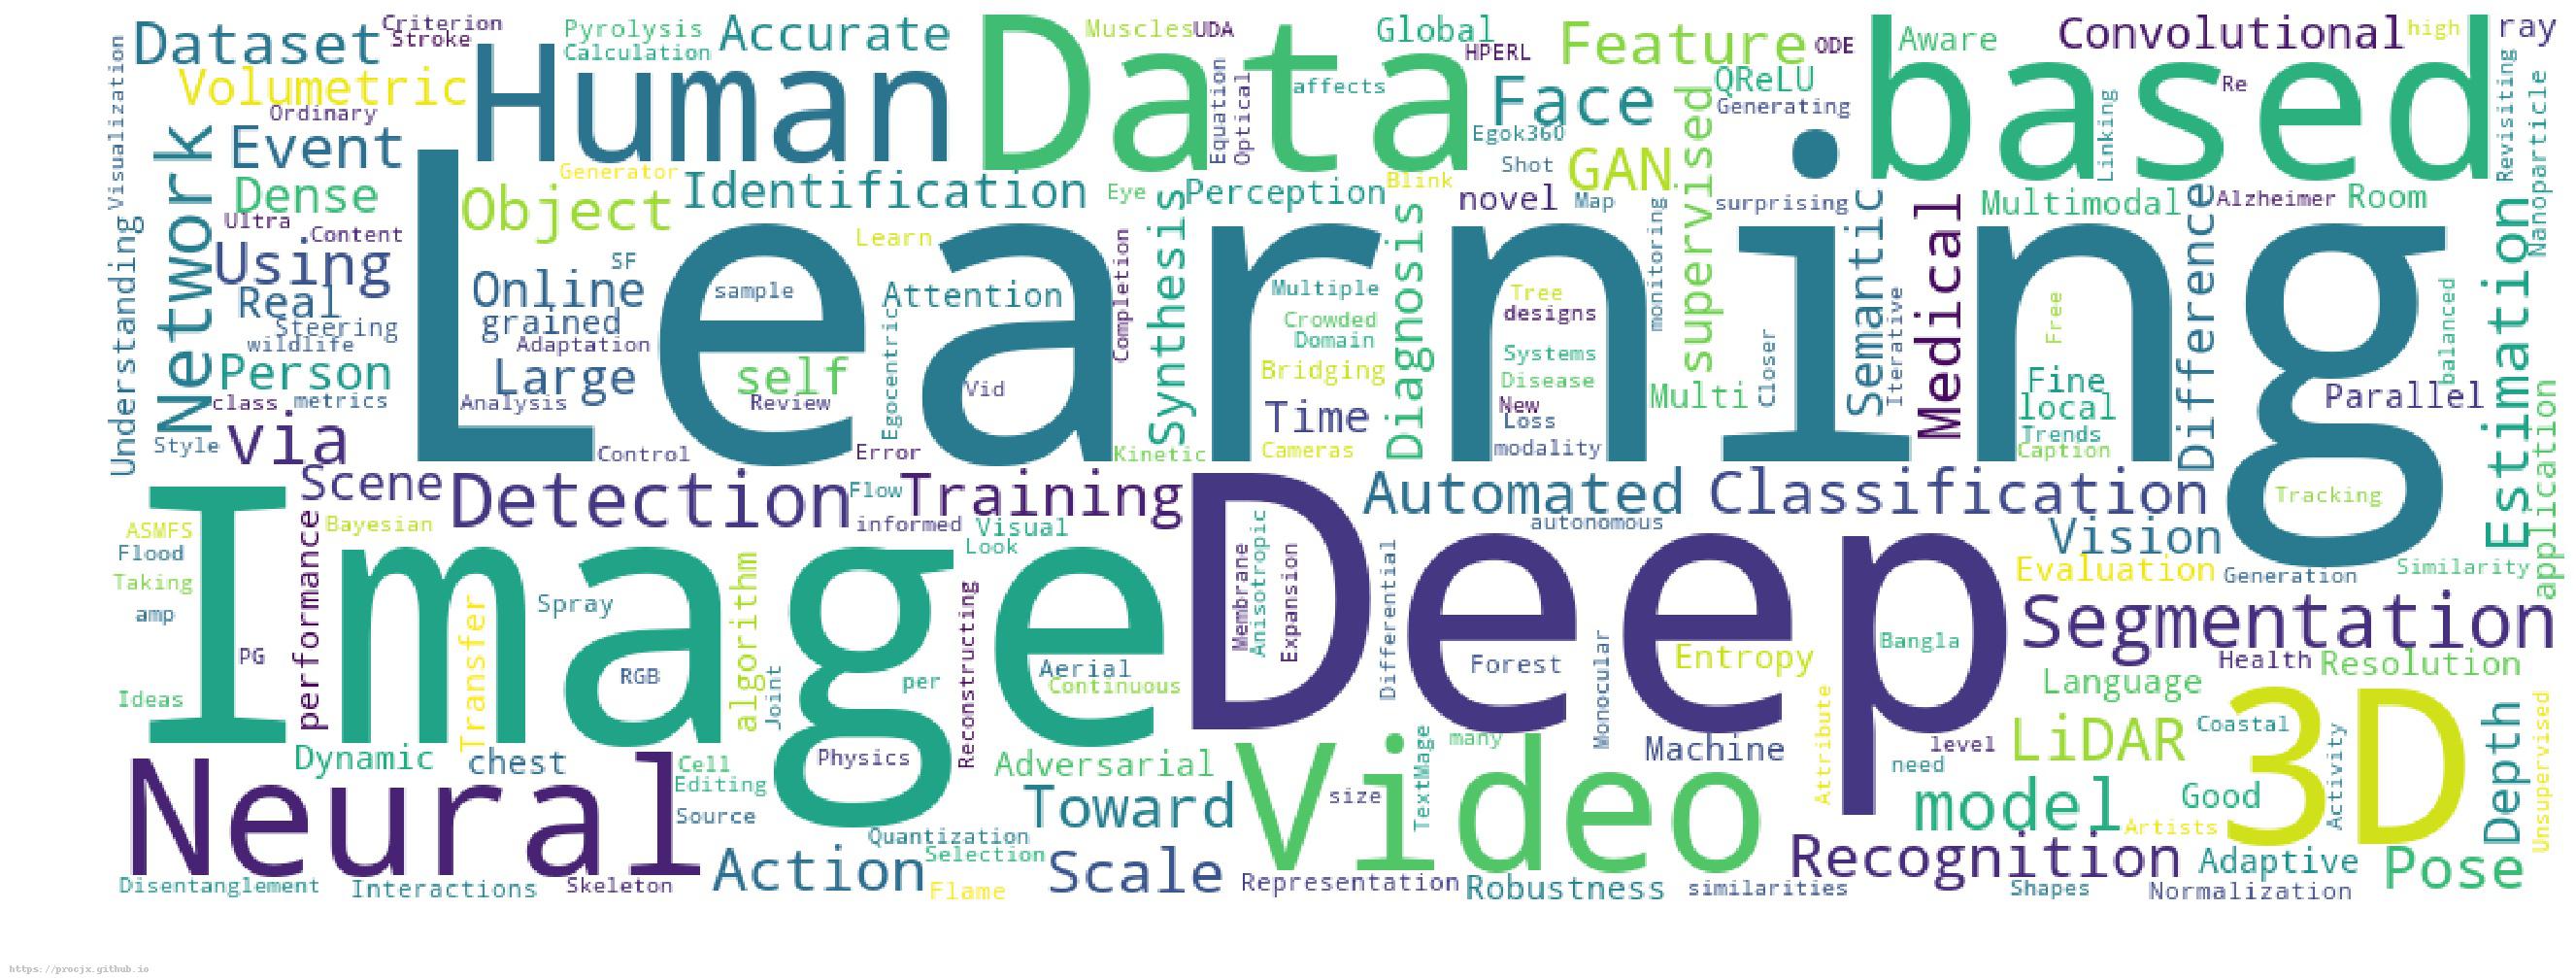 Dataset
Criterion
Stroke
Pyrolysis
Calculation
Accurate
Data
Muscles
UDA
Global
HPERL
Feature
ODE
Aware
Convolutional
high
ray
Visualization
Volumetric
Human
affects
Equation
Optical
Face
QReLU
Generating
based
Re
Revisiting
Ordinary
Event
Network
Egok360
Shot
GAN
supervised
Linking
Nanoparticle
Dense
Generator
Object
Identification
Eye
Perception
Blink
novel
Map
surprising
Multimodal
Alzheimer
Room
Ultra
Content
Understanding
Using
Learning
Learn
Synthesis
Diagnosis
monitoring
Semantic
Medical
Difference
Estimation
SF
Online
sample
Attention
Completion
Multiple
Tree
designs
Free
balanced
Real
Steering
wildlife
grained
Adaptation
Crowded
Domain
Closer
Iterative
Person
class
metrics
Large
Analysis
self
Review
Egocentric
Vid
Bridging
Time
Systems
Disease
New
Loss
Multi
Fine
local
Parallel
Style
via
Control
Error
Kinetic
Cameras
modality
Trends
Caption
application
Scene
Detection
Flow
Training
Automated
Classification
Tracking
ASMFS
Flood
Taking
amp
Bayesian
informed
Visual
Look
autonomous
Vision
Evaluation
Generation
Similarity
Image
performance
Transfer
Spray
algorithm
Reconstructing
Deep
Membrane
Anisotropic
Expansion
Differential
Segmentation
PG
RGB
Joint
per
Aerial
Continuous
Forest
Monocular
Entropy
Bangla
Health
Resolution
Ideas
Language
Dynamic
chest
Cell
Editing
Physics
Adversarial
many
Machine
Attribute
level
need
LiDAR
Coastal
3D
Depth
Unsupervised
Neural
Source
Toward
Video
size
TextMage
model
Good
Artists
Activity
Quantization
Selection
Action
Scale
Recognition
Adaptive
Pose
Disentanglement
Interactions
Skeleton
Flame
Representation
Robustness
similarities
Shapes
Normalization
https://procjx.github.io